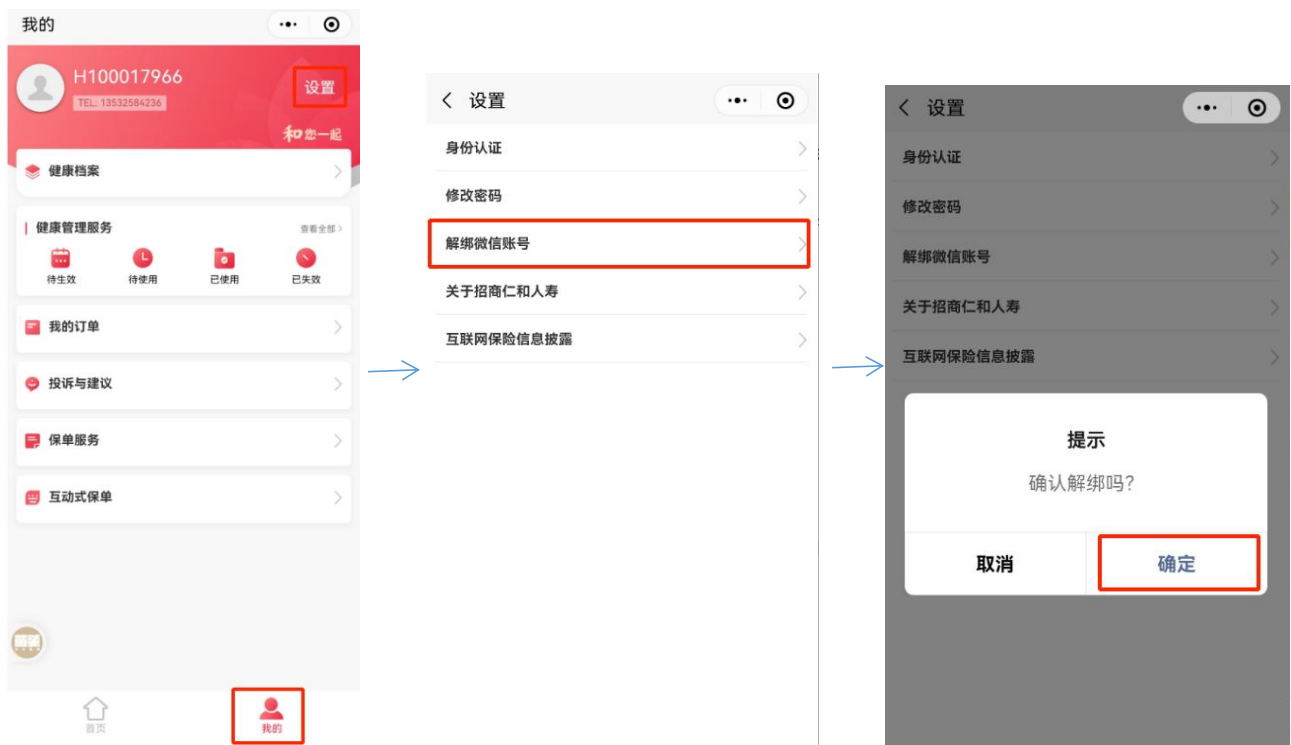 我的
H100017966
设置
TEL: 13532584236
和您一起
健康档案
健康管理服务
查看全部
待生效
待使用
已使用
已失效
我的订单
投诉与建议
保单服务
互动式保单
首页
我的
设置
身份认证
修改密码
解绑微信账号
关于招商仁和人寿
互联网保险信息披露
设置
身份认证
修改密码
解绑微信账号
关于招商仁和人寿
互联网保险信息披露
提示
确认解绑吗?
取消
确定